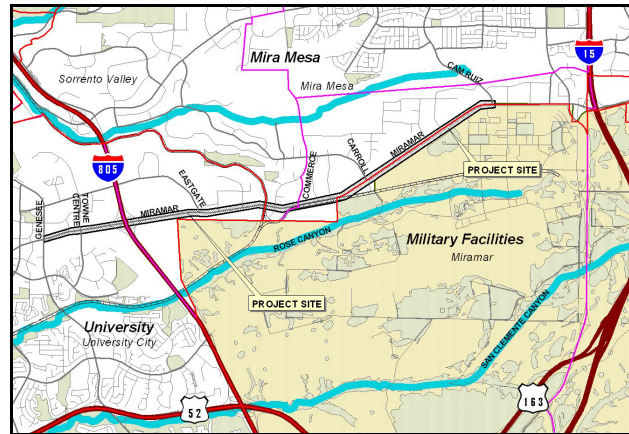 Mira Mesa
15
Sorrento Valley
Mira Mesa
CAM RUIZ
805
EASTGATE
COMMERCE
CARROLL
MIRAMAR
PROJECT SITE
GENESEE
TOWNE
CENTRE
MIRAMAR
ROSE CANYON
Military Facilities
Miramar
PROJECT SITE
University
University City
SAN CLEMENTE CANYON
52
163